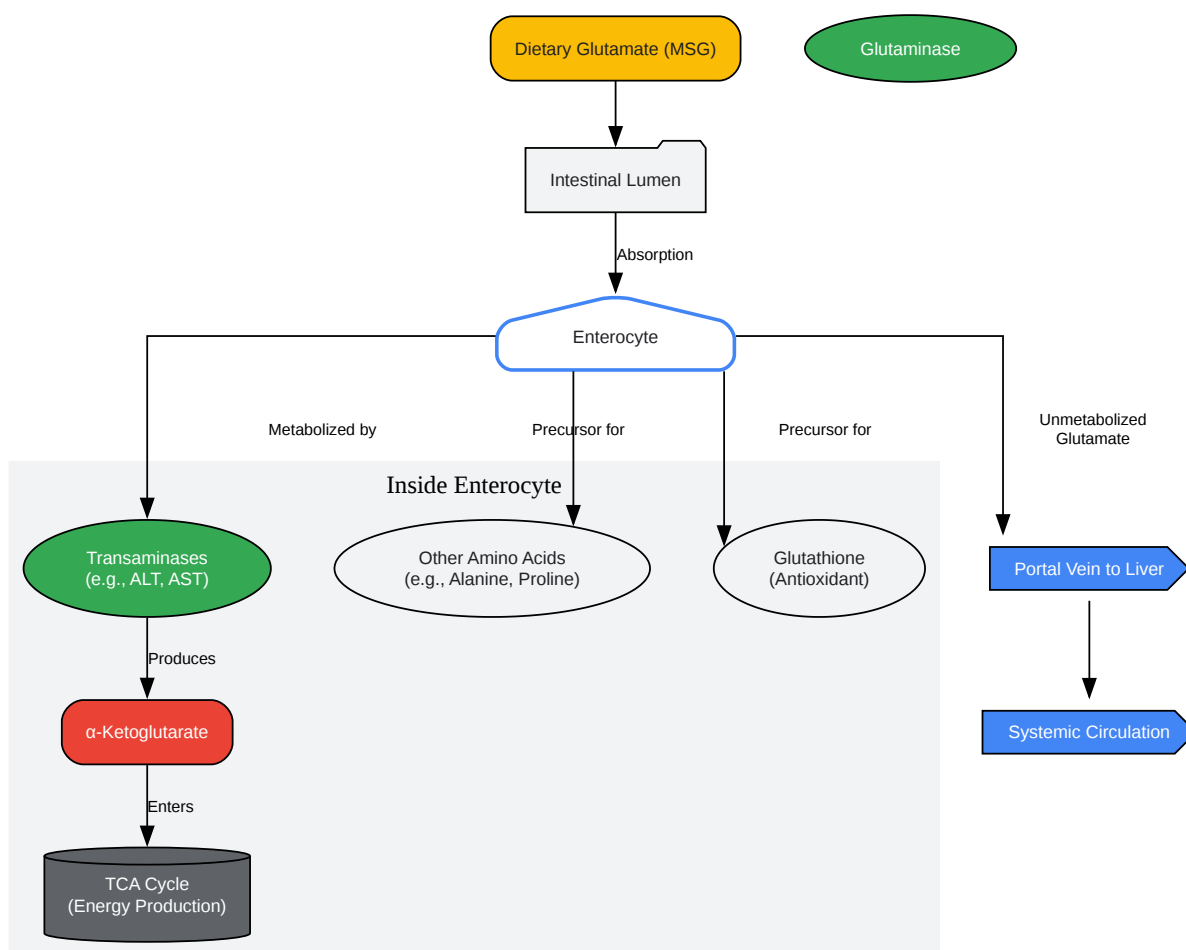 Dietary Glutamate (MSG)
Glutaminase
Intestinal Lumen
Absorption
Enterocyte
Metabolized by
Precursor for
Precursor for
Unmetabolized
Glutamate
Inside Enterocyte
Transaminases
(e.g., ALT, AST)
Other Amino Acids
(e.g., Alanine, Proline)
Glutathione
(Antioxidant)
Portal Vein to Liver
Produces
α-Ketoglutarate
Systemic Circulation
Enters
TCA Cycle
(Energy Production)